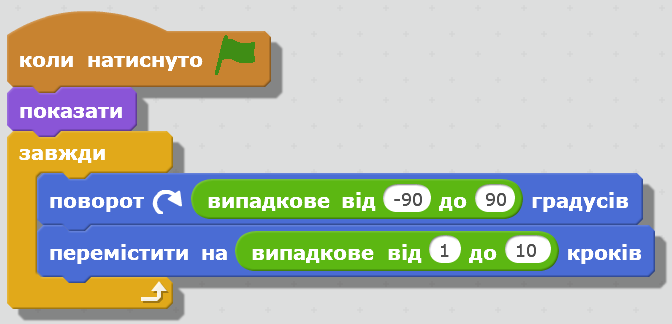 коли натиснуто
показати
завжди
поворот випадкове від -90 до 90 градусів
перемістити на випадкове від 1 до 10 кроків